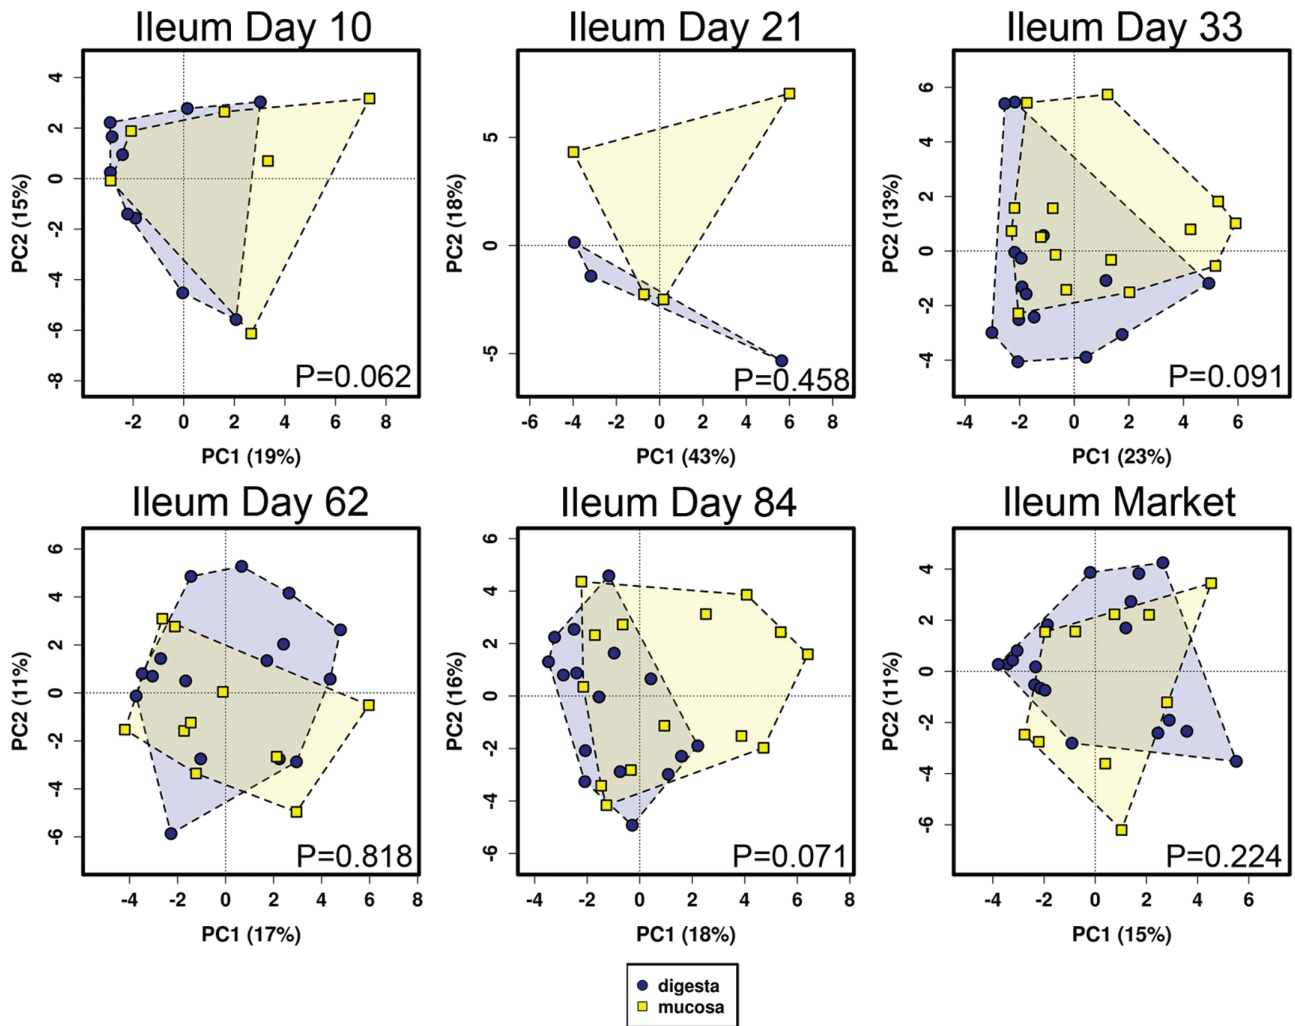 Ileum Day 10
Ileum Day 21
Ileum Day 33
PC2 (15%)
4
2
0
-2
-4
-6
-8
P=0.062
-2 0 2 4 6 8
PC1 (19%)
PC2 (18%)
5
0
-5
P=0.458
-6 -4 -2 0 2 4 6 8
PC1 (43%)
PC2 (13%)
6
4
2
0
-2
-4
P=0.091
-4 -2 0 2 4 6
PC1 (23%)
Ileum Day 62
Ileum Day 84
Ileum Market
PC2 (11%)
6
4
2
0
-2
-4
-6
P=0.818
-4 -2 0 2 4 6 8
PC1 (17%)
PC2 (16%)
6
4
2
0
-2
-4
-6
P=0.071
-4 -2 0 2 4 6 8
PC1 (18%)
PC2 (11%)
4
2
0
-2
-4
-6
P=0.224
-4 -2 0 2 4 6
PC1 (15%)
digesta
mucosa